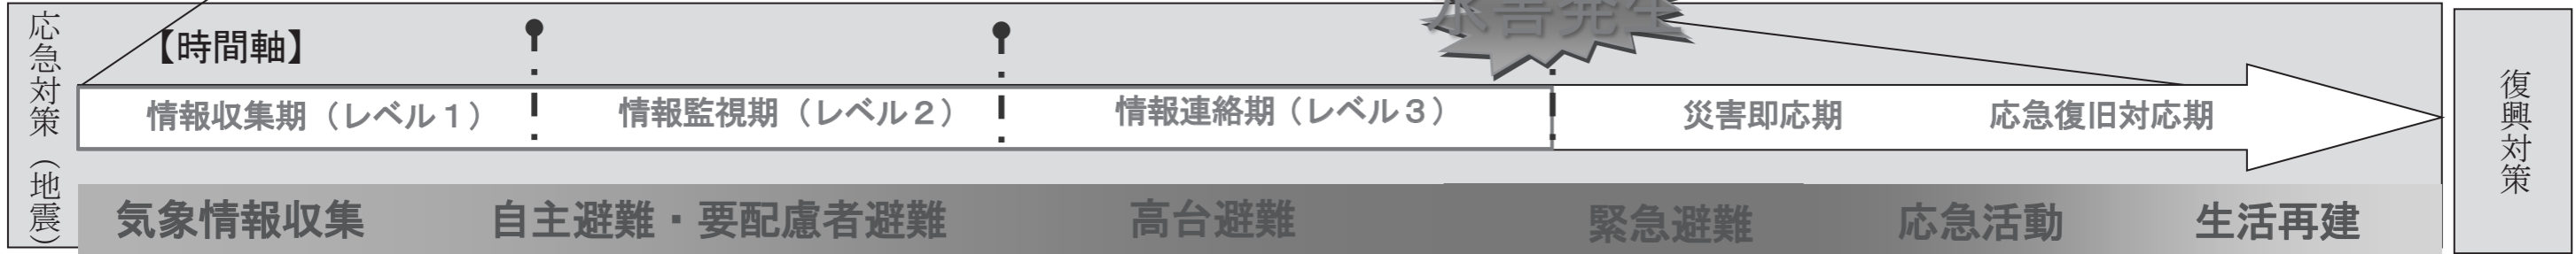 応急対策（地震）
水害発生
【時間軸】
情報収集期（レベル１）
情報監視期（レベル２）
情報連絡期（レベル３）
災害即応期
応急復旧対応期
気象情報収集
自主避難・要配慮者避難
高台避難
緊急避難
応急活動
生活再建
復興対策